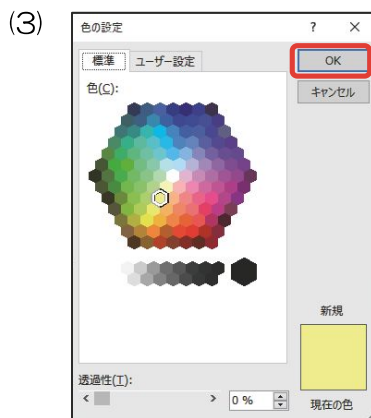 (3)
色の設定 ? ×
標準 ユーザー設定 OK
キャンセル
色(C):
新規
透過性(T):
0 %
現在の色